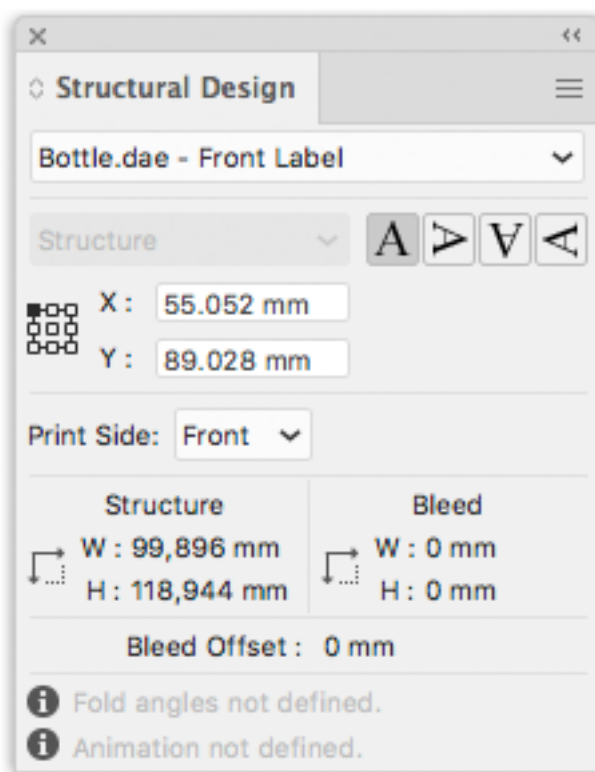 Structural Design
Bottle.dae - Front Label
Structure
A A A A
X : 55.052 mm
Y : 89.028 mm
Print Side: Front
Structure
W : 99,896 mm
H : 118,944 mm
Bleed
W : 0 mm
H : 0 mm
Bleed Offset : 0 mm
Fold angles not defined.
Animation not defined.